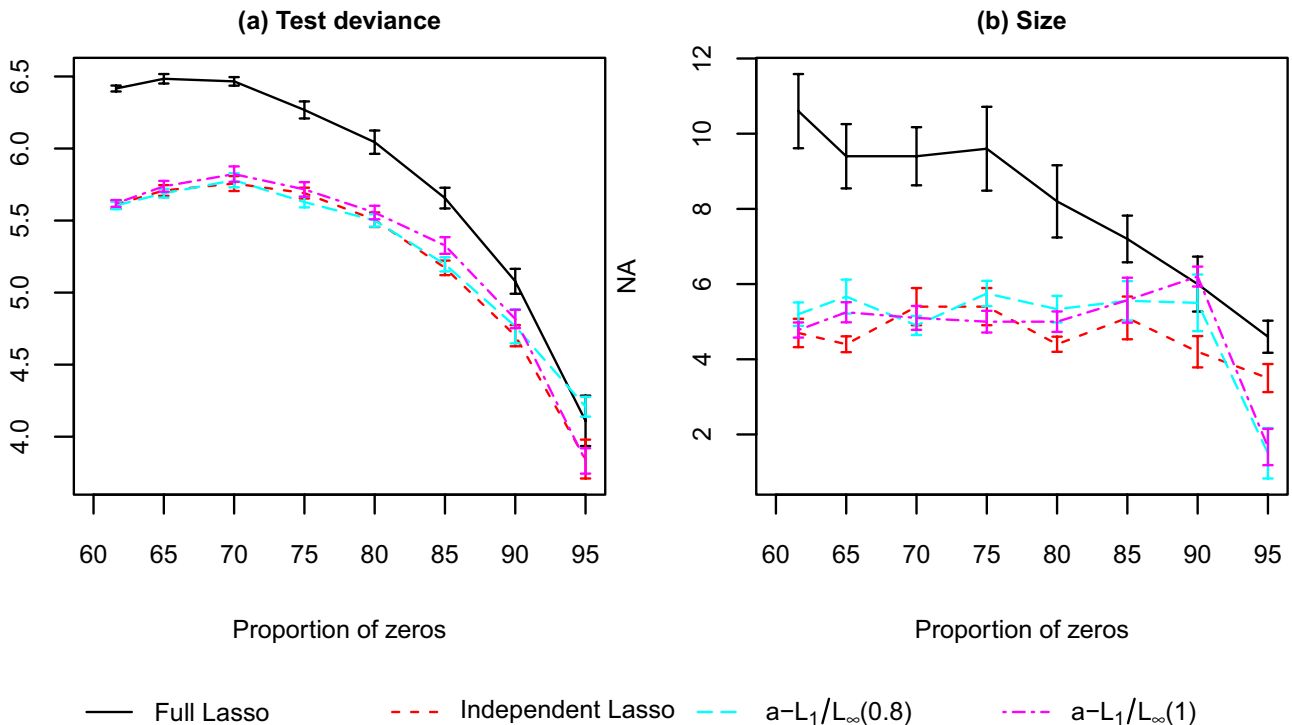 (a) Test deviance
6.5
6.0
5.5
5.0
4.5
4.0
60 65 70 75 80 85 90 95
Proportion of zeros
(b) Size
NA
12
10
8
6
4
2
60 65 70 75 80 85 90 95
Proportion of zeros
Full Lasso Independent Lasso a−L₁/L∞(0.8) a−L₁/L∞(1)